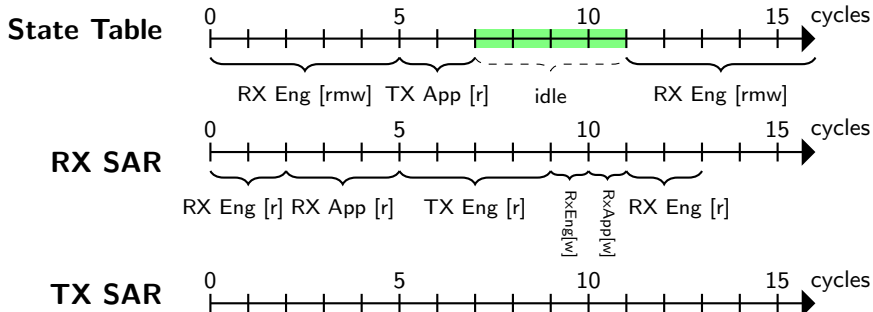 0 5 10 15 cycles
State Table
RX Eng [rmw] TX App [r] idle RX Eng [rmw]
0 5 10 15 cycles
RX SAR
RX Eng [r] RX App [r] TX Eng [r] RxEng[w] RxApp[w] RX Eng [r]
0 5 10 15 cycles
TX SAR